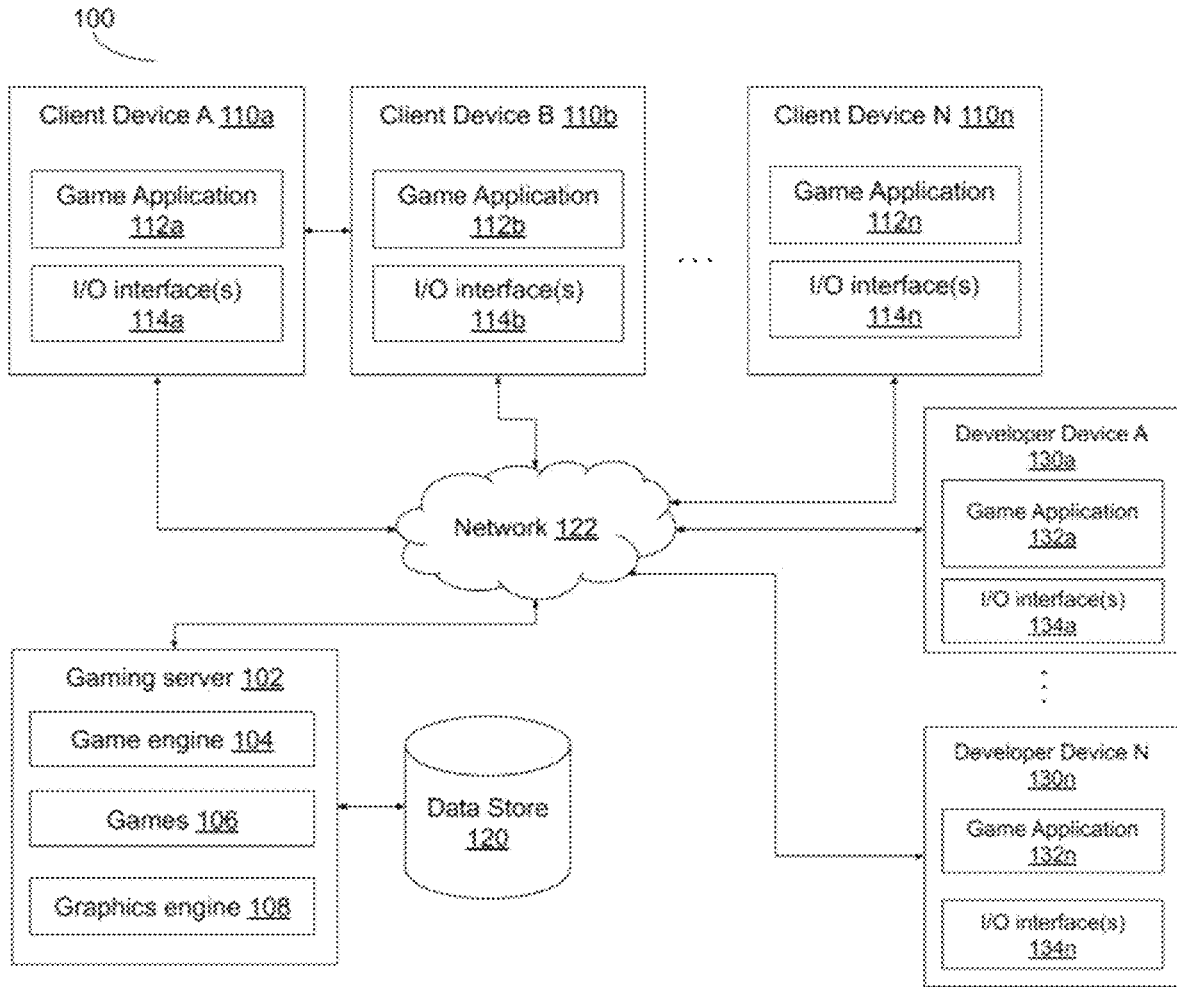 100
Client Device A 110a
Game Application
112a
I/O interface(s)
114a
Client Device B 110b
Game Application
112b
I/O interface(s)
114b
. . .
Client Device N 110n
Game Application
112n
I/O interface(s)
114n
Network 122
Developer Device A
130a
Game Application
132a
I/O interface(s)
134a
Gaming server 102
Game engine 104
Games 106
Graphics engine 108
Data Store
120
Developer Device N
130n
Game Application
132n
I/O interface(s)
134n